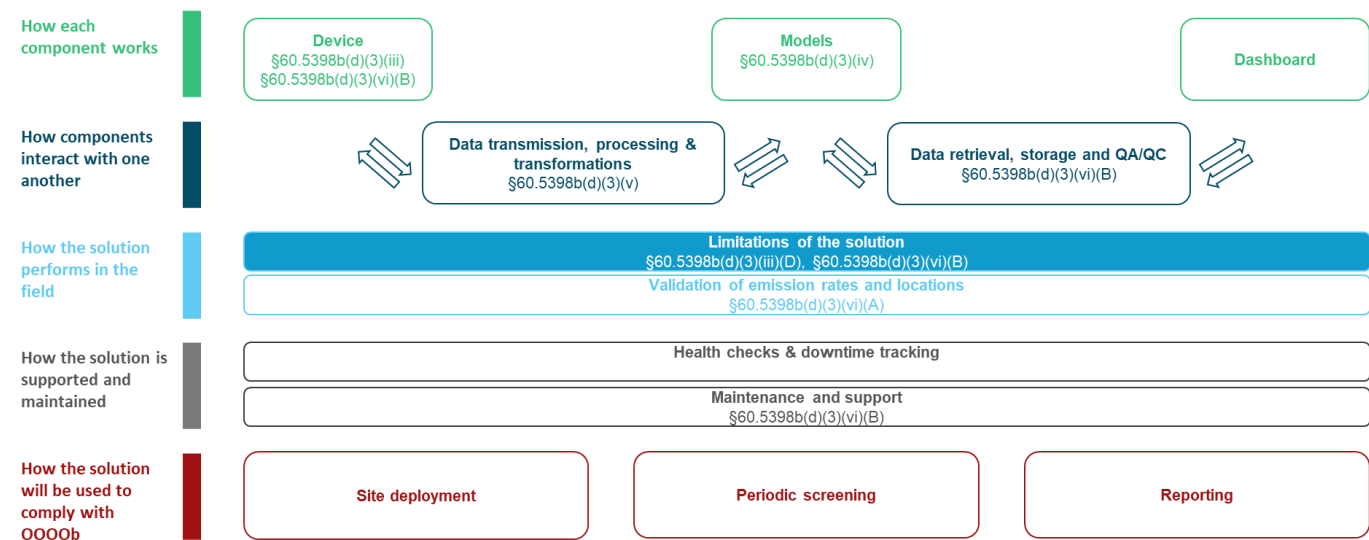 How each
component works
Device
§60.5398b(d)(3)(iii)
§60.5398b(d)(3)(vi)(B)
Models
§60.5398b(d)(3)(iv)
Dashboard
How components
interact with one
another
Data transmission, processing &
transformations
§60.5398b(d)(3)(v)
Data retrieval, storage and QA/QC
§60.5398b(d)(3)(vi)(B)
How the solution
performs in the
field
Limitations of the solution
§60.5398b(d)(3)(iii)(D), §60.5398b(d)(3)(vi)(B)
Validation of emission rates and locations
§60.5398b(d)(3)(vi)(A)
How the solution is
supported and
maintained
Health checks & downtime tracking
Maintenance and support
§60.5398b(d)(3)(vi)(B)
How the solution
will be used to
comply with
OOOOb
Site deployment
Periodic screening
Reporting